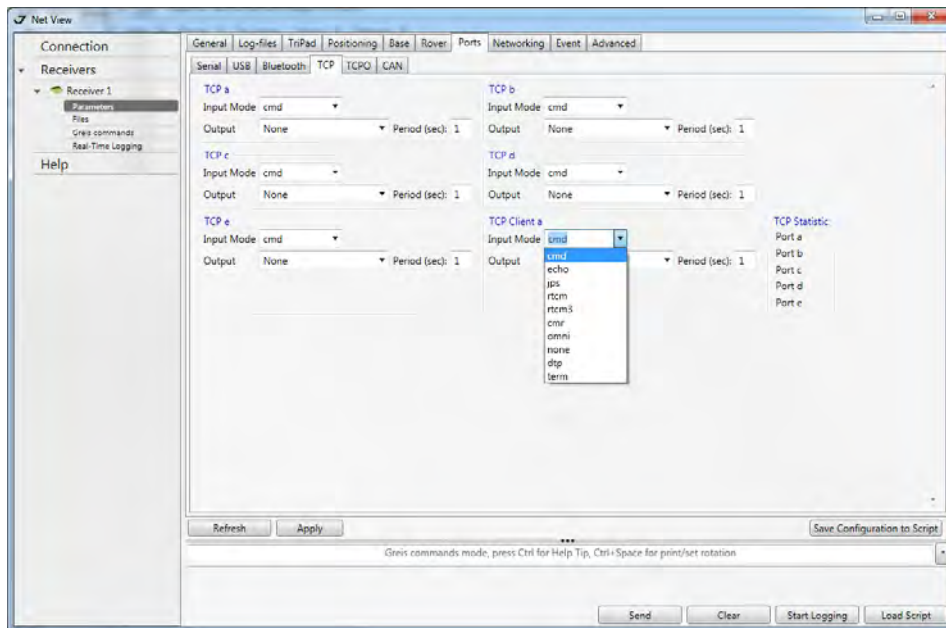 Net View
Connection
Receivers
Receiver 1
Parameters
Files
Greis commands
Real-Time Logging
Help
General Log-files TriPad Positioning Base Rover Ports Networking Event Advanced
Serial USB Bluetooth TCP TCPO CAN
TCP a
Input Mode cmd
Output None Period (sec): 1
TCP b
Input Mode cmd
Output None Period (sec): 1
TCP c
Input Mode cmd
Output None Period (sec): 1
TCP d
Input Mode cmd
Output None Period (sec): 1
TCP e
Input Mode cmd
Output None Period (sec): 1
TCP Client a
Input Mode cmd
Output Period (sec): 1
cmd
echo
jps
rtcm
rtcm3
cmr
omni
none
dtp
term
TCP Statistic
Port a
Port b
Port c
Port d
Port e
Refresh Apply Save Configuration to Script
Greis commands mode, press Ctrl for Help Tip, Ctrl+Space for print/set rotation
Send Clear Start Logging Load Script